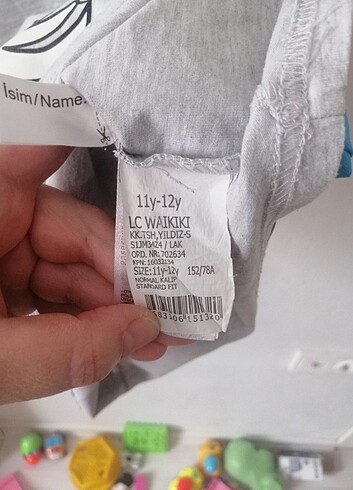 İsim/Name:
11y-12y
LC WAIKIKI
KK.TSH,YILDIZ-S
S1JM3424 / LAK
ORD. NR:702634
KPN: 16032134
SIZE:11y-12y 152/78A
NORMAL KALIP
STANDARD FIT